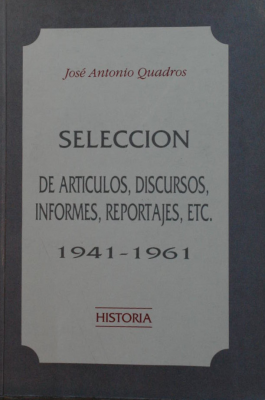 José Antonio Quadros
SELECCION
DE ARTICULOS, DISCURSOS,
INFORMES, REPORTAJES, ETC.
1941-1961
HISTORIA